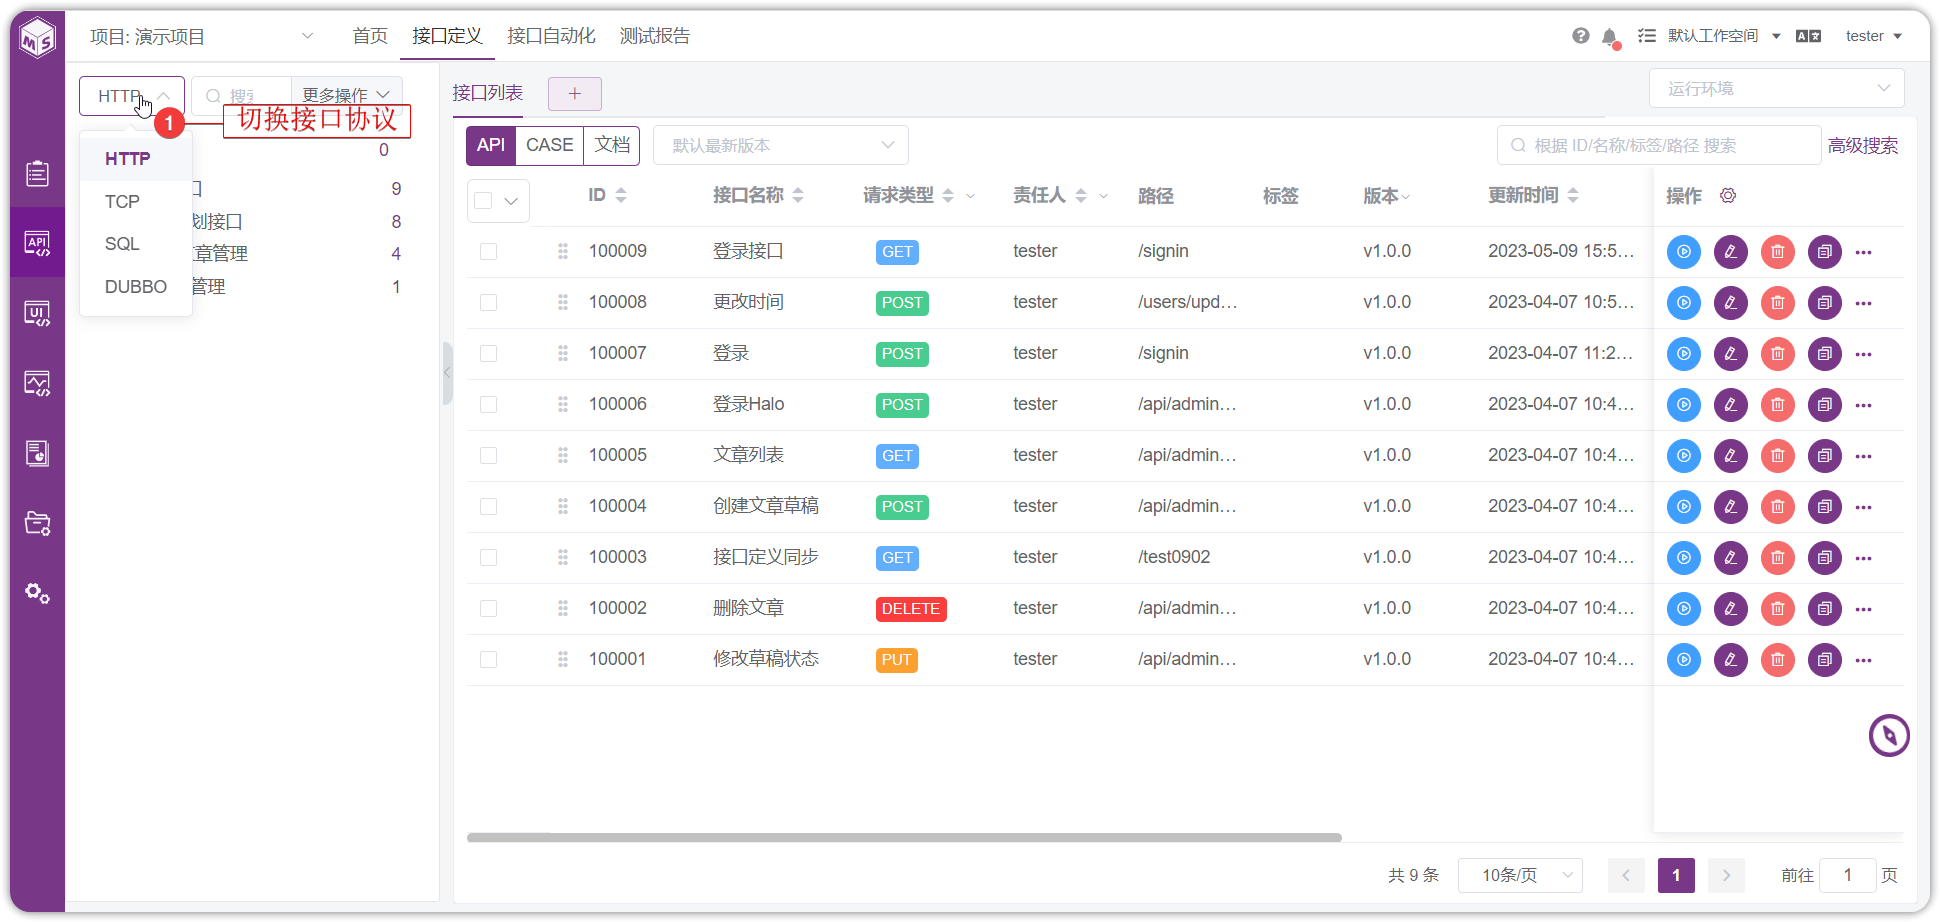 MS
项目: 演示项目
首页 接口定义 接口自动化 测试报告
默认工作空间
tester
HTTP
更多操作
1
切换接口协议
HTTP
TCP
SQL
DUBBO
0
口 9
划接口 8
文章管理 4
管理 1
API
UI
接口列表
+
运行环境
API CASE 文档
默认最新版本
根据 ID/名称/标签/路径 搜索
高级搜索
ID 接口名称 请求类型 责任人 路径 标签 版本 更新时间 操作
100009 登录接口 GET tester /signin v1.0.0 2023-05-09 15:5...
100008 更改时间 POST tester /users/upd... v1.0.0 2023-04-07 10:5...
100007 登录 POST tester /signin v1.0.0 2023-04-07 11:2...
100006 登录Halo POST tester /api/admin... v1.0.0 2023-04-07 10:4...
100005 文章列表 GET tester /api/admin... v1.0.0 2023-04-07 10:4...
100004 创建文章草稿 POST tester /api/admin... v1.0.0 2023-04-07 10:4...
100003 接口定义同步 GET tester /test0902 v1.0.0 2023-04-07 10:4...
100002 删除文章 DELETE tester /api/admin... v1.0.0 2023-04-07 10:4...
100001 修改草稿状态 PUT tester /api/admin... v1.0.0 2023-04-07 10:4...
共 9 条
10条/页
1
前往 1 页